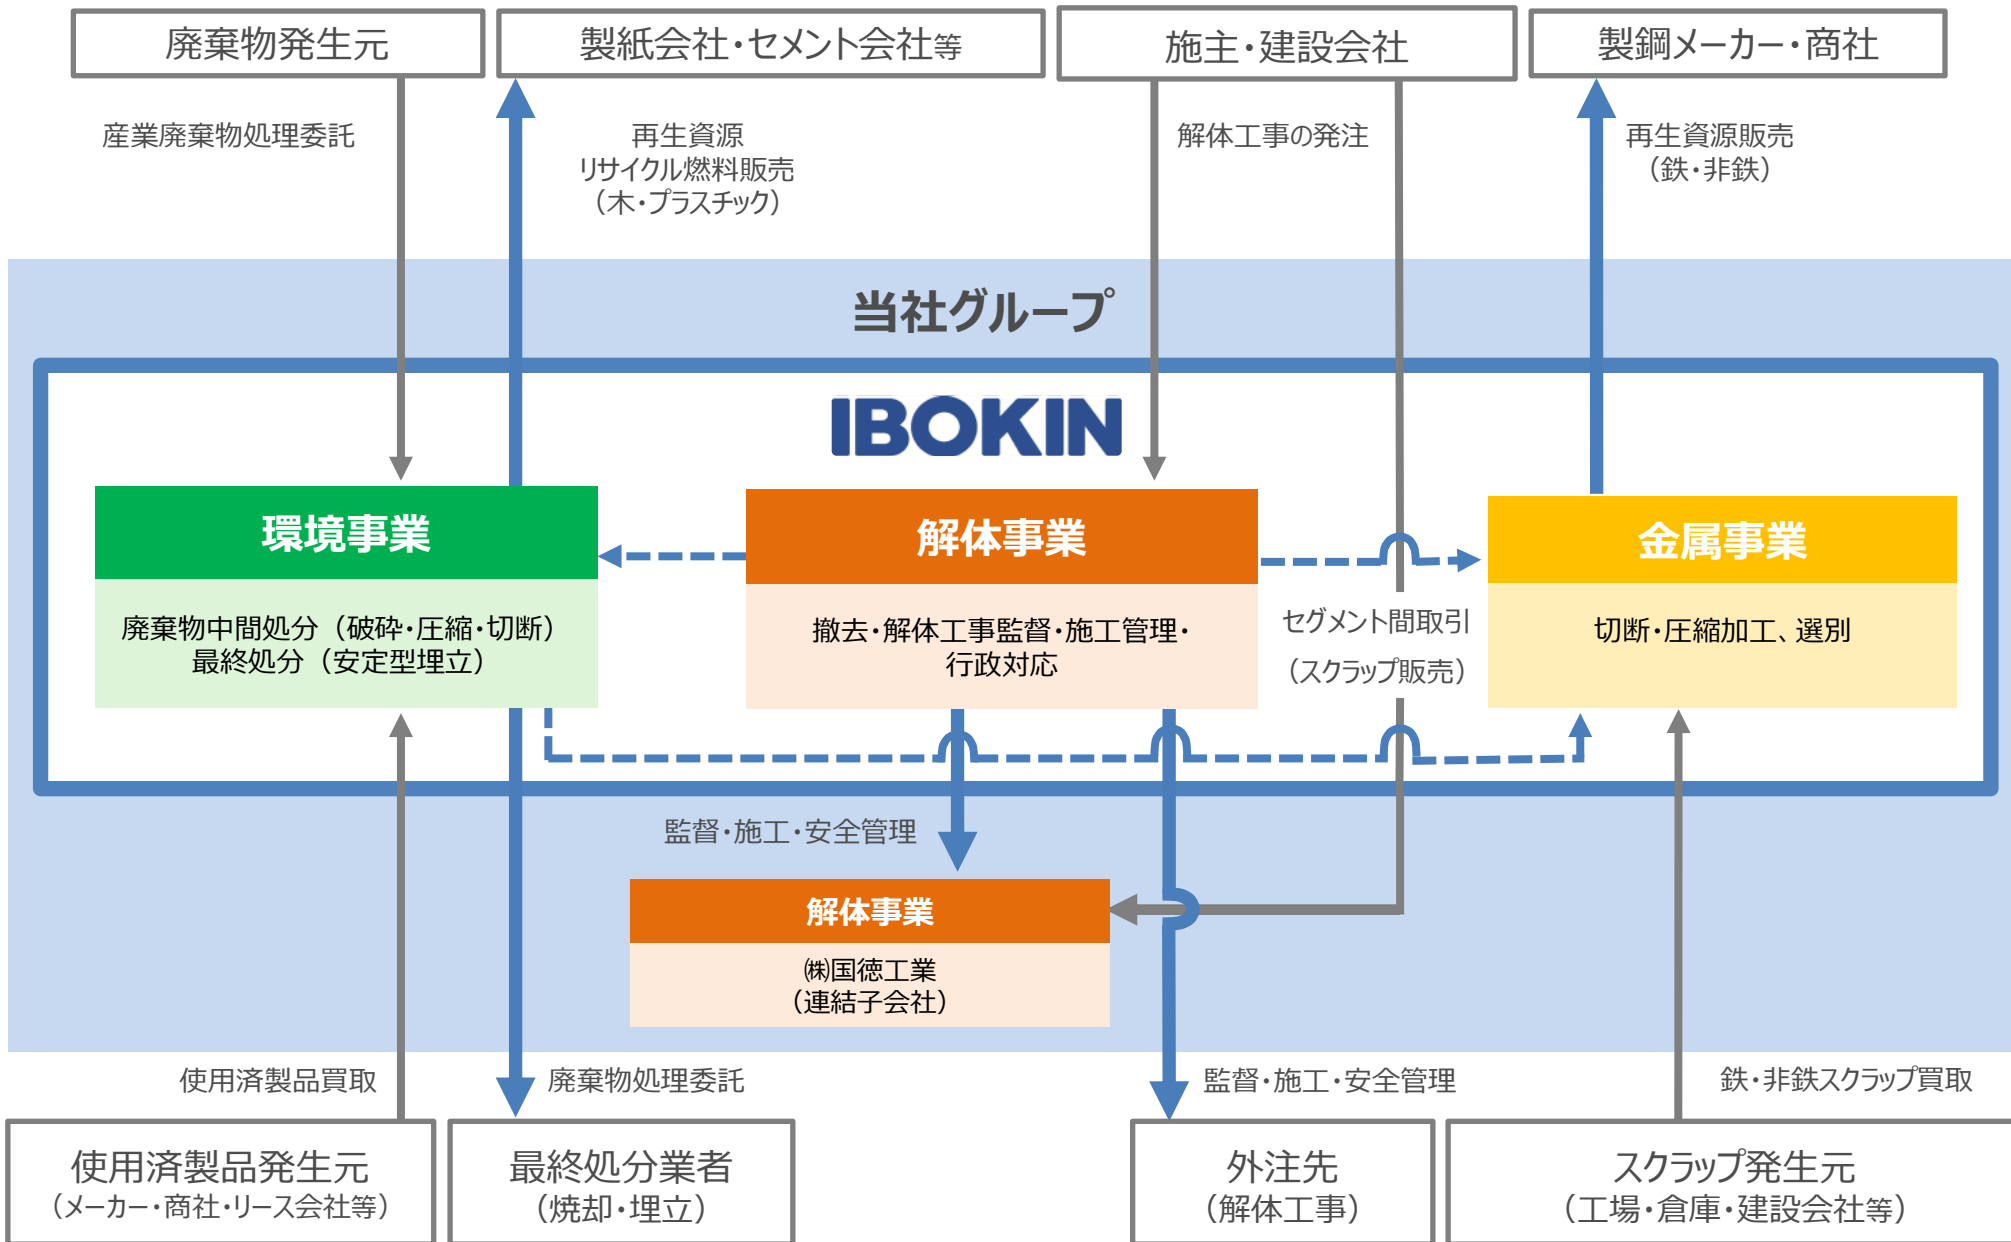 廃棄物発生元
製紙会社・セメント会社等
施主・建設会社
製鋼メーカー・商社
産業廃棄物処理委託
再生資源
リサイクル燃料販売
（木・プラスチック）
解体工事の発注
再生資源販売
（鉄・非鉄）
当社グループ
IBOKIN
環境事業
廃棄物中間処分（破砕・圧縮・切断）
最終処分（安定型埋立）
解体事業
撤去・解体工事監督・施工管理・
行政対応
セグメント間取引
（スクラップ販売）
金属事業
切断・圧縮加工、選別
監督・施工・安全管理
解体事業
㈱国徳工業
（連結子会社）
使用済製品買取
廃棄物処理委託
監督・施工・安全管理
鉄・非鉄スクラップ買取
使用済製品発生元
（メーカー・商社・リース会社等）
最終処分業者
（焼却・埋立）
外注先
（解体工事）
スクラップ発生元
（工場・倉庫・建設会社等）